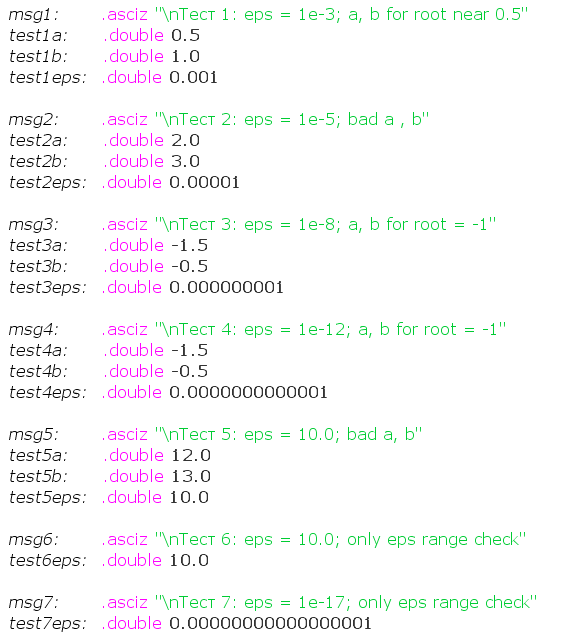 msg1: .asciz "\nТест 1: eps = 1e-3; a, b for root near 0.5"
test1a: .double 0.5
test1b: .double 1.0
test1eps: .double 0.001
msg2: .asciz "\nТест 2: eps = 1e-5; bad a , b"
test2a: .double 2.0
test2b: .double 3.0
test2eps: .double 0.00001
msg3: .asciz "\nТест 3: eps = 1e-8; a, b for root = -1"
test3a: .double -1.5
test3b: .double -0.5
test3eps: .double 0.000000001
msg4: .asciz "\nТест 4: eps = 1e-12; a, b for root = -1"
test4a: .double -1.5
test4b: .double -0.5
test4eps: .double 0.0000000000001
msg5: .asciz "\nТест 5: eps = 10.0; bad a, b"
test5a: .double 12.0
test5b: .double 13.0
test5eps: .double 10.0
msg6: .asciz "\nТест 6: eps = 10.0; only eps range check"
test6eps: .double 10.0
msg7: .asciz "\nТест 7: eps = 1e-17; only eps range check"
test7eps: .double 0.00000000000000001